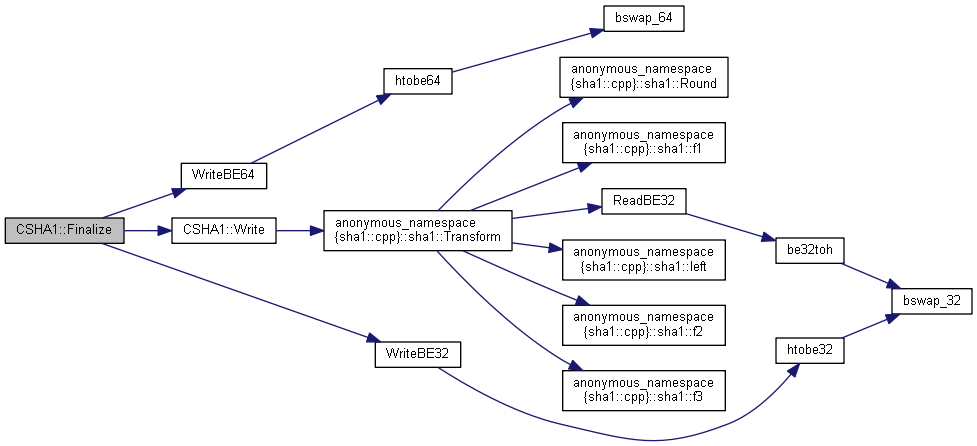 bswap_64
anonymous_namespace
{sha1::cpp}::sha1::Round
htobe64
anonymous_namespace
{sha1::cpp}::sha1::f1
WriteBE64
ReadBE32
CSHA1::Finalize
CSHA1::Write
anonymous_namespace
{sha1::cpp}::sha1::Transform
be32toh
anonymous_namespace
{sha1::cpp}::sha1::left
bswap_32
anonymous_namespace
{sha1::cpp}::sha1::f2
WriteBE32
htobe32
anonymous_namespace
{sha1::cpp}::sha1::f3